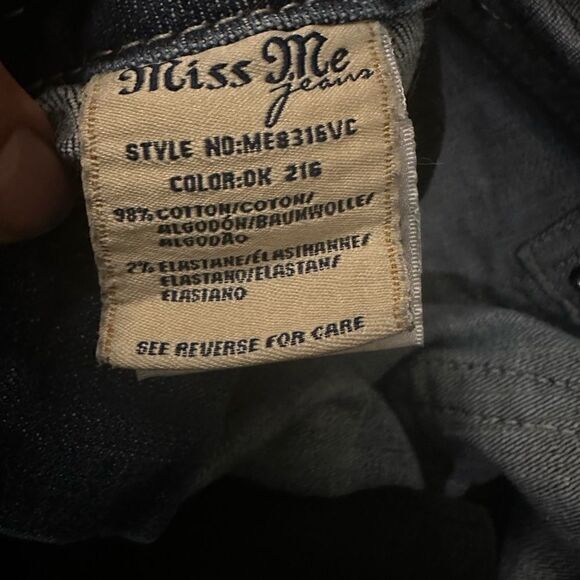 Miss Me
jeans
STYLE NO:ME8316VC
COLOR:DK 216
98% COTTON/COTON/
ALGODÓN/BAUMWOLLE/
ALGODAO
2% ELASTANE/ÉLASTHANNE/
ELASTANO/ELASTAN/
ELASTANO
SEE REVERSE FOR CARE